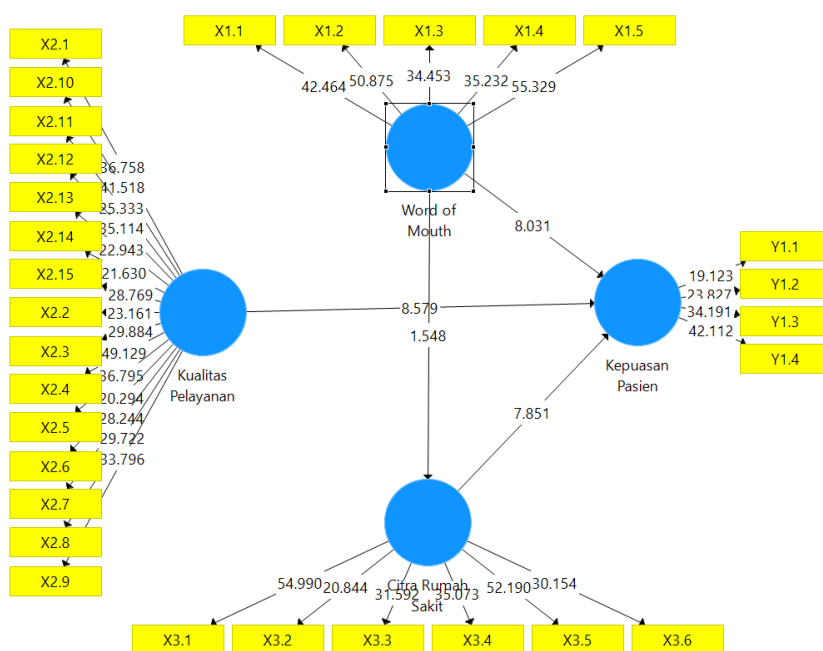 X1.1
X1.2
X1.3
X1.4
X1.5
X2.1
X2.10
X2.11
X2.12
X2.13
X2.14
X2.15
X2.2
X2.3
X2.4
X2.5
X2.6
X2.7
X2.8
X2.9
42.464
50.875
34.453
35.232
55.329
36.758
41.518
25.333
35.114
22.943
21.630
28.769
23.161
29.884
49.129
36.795
20.294
28.244
29.722
33.796
Word of
Mouth
8.031
8.579
1.548
7.851
Kualitas
Pelayanan
Kepuasan
Pasien
19.123
23.827
34.191
42.112
Y1.1
Y1.2
Y1.3
Y1.4
Citra Rumah
Sakit
54.990
20.844
31.592
35.073
52.190
30.154
X3.1
X3.2
X3.3
X3.4
X3.5
X3.6